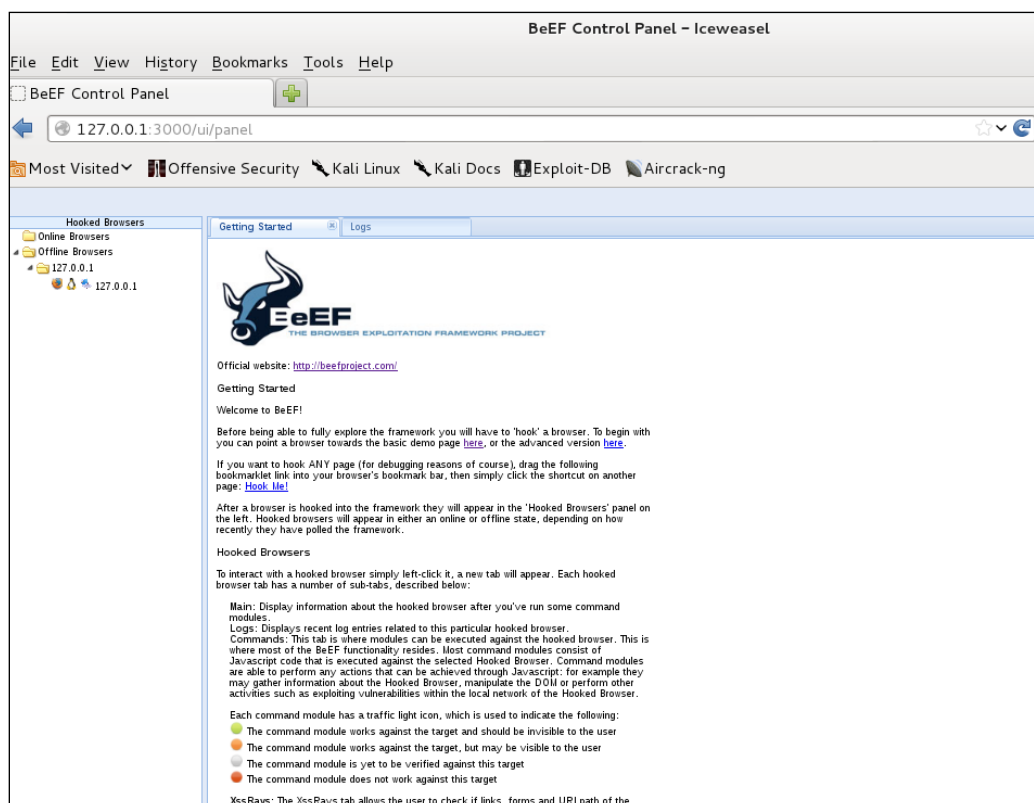 BeEF Control Panel – Iceweasel
File Edit View History Bookmarks Tools Help
BeEF Control Panel
127.0.0.1:3000/ui/panel
Most Visited Offensive Security Kali Linux Kali Docs Exploit-DB Aircrack-ng
Hooked Browsers
Online Browsers
Offline Browsers
127.0.0.1
127.0.0.1
Getting Started Logs
BeEF
THE BROWSER EXPLOITATION FRAMEWORK PROJECT
Official website: http://beefproject.com/
Getting Started
Welcome to BeEF!
Before being able to fully explore the framework you will have to 'hook' a browser. To begin with
you can point a browser towards the basic demo page here, or the advanced version here.
If you want to hook ANY page (for debugging reasons of course), drag the following
bookmarklet link into your browser's bookmark bar, then simply click the shortcut on another
page: Hook Me!
After a browser is hooked into the framework they will appear in the 'Hooked Browsers' panel on
the left. Hooked browsers will appear in either an online or offline state, depending on how
recently they have polled the framework.
Hooked Browsers
To interact with a hooked browser simply left-click it, a new tab will appear. Each hooked
browser tab has a number of sub-tabs, described below:
Main: Display information about the hooked browser after you've run some command
modules.
Logs: Displays recent log entries related to this particular hooked browser.
Commands: This tab is where modules can be executed against the hooked browser. This is
where most of the BeEF functionality resides. Most command modules consist of
Javascript code that is executed against the selected Hooked Browser. Command modules
are able to perform any actions that can be achieved through Javascript: for example they
may gather information about the Hooked Browser, manipulate the DOM or perform other
activities such as exploiting vulnerabilities within the local network of the Hooked Browser.
Each command module has a traffic light icon, which is used to indicate the following:
The command module works against the target and should be invisible to the user
The command module works against the target, but may be visible to the user
The command module is yet to be verified against this target
The command module does not work against this target
XssRays: The XssRays tab allows the user to check if links, forms and URI path of the